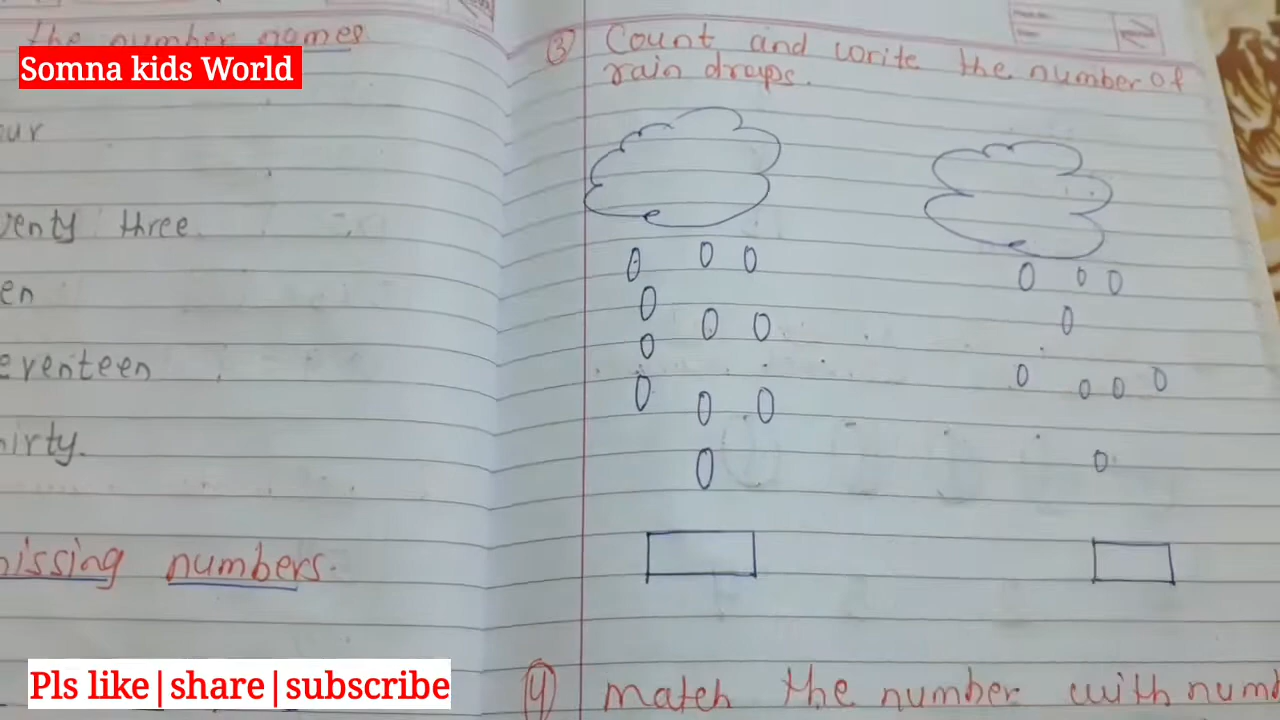 the number names
Somna kids World
our
venty three
en
eventeen
hirty.
missing numbers.
③ Count and write the number of
rain drops.
④ match the number with numb
Pls like|share|subscribe